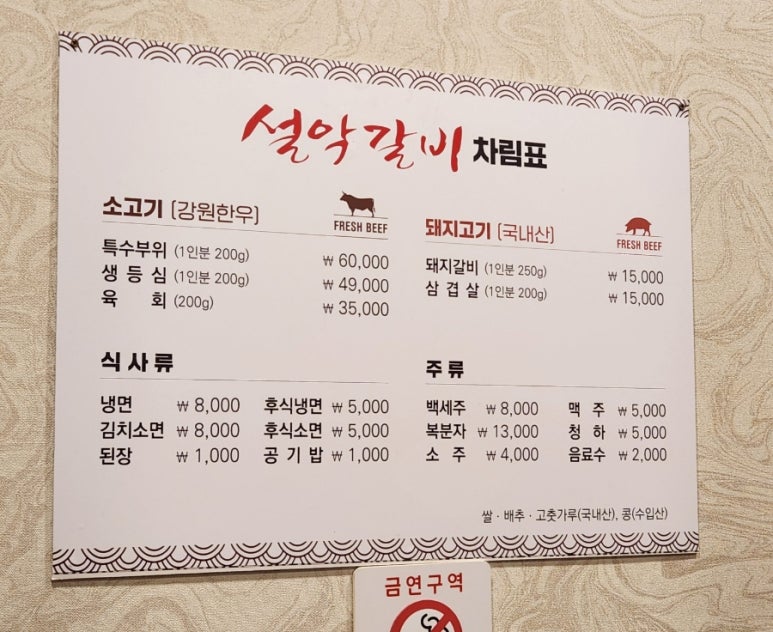 설악갈비 차림표
소고기 (강원한우)
FRESH BEEF
특수부위 (1인분 200g) ₩ 60,000
생등심 (1인분 200g) ₩ 49,000
육회 (200g) ₩ 35,000
돼지고기 (국내산)
FRESH BEEF
돼지갈비 (1인분 250g) ₩ 15,000
삼겹살 (1인분 200g) ₩ 15,000
식사류
냉면 ₩ 8,000 후식냉면 ₩ 5,000
김치소면 ₩ 8,000 후식소면 ₩ 5,000
된장 ₩ 1,000 공기밥 ₩ 1,000
주류
백세주 ₩ 8,000 맥주 ₩ 5,000
복분자 ₩ 13,000 청하 ₩ 5,000
소주 ₩ 4,000 음료수 ₩ 2,000
쌀 · 배추 · 고춧가루(국내산), 콩(수입산)
금연구역